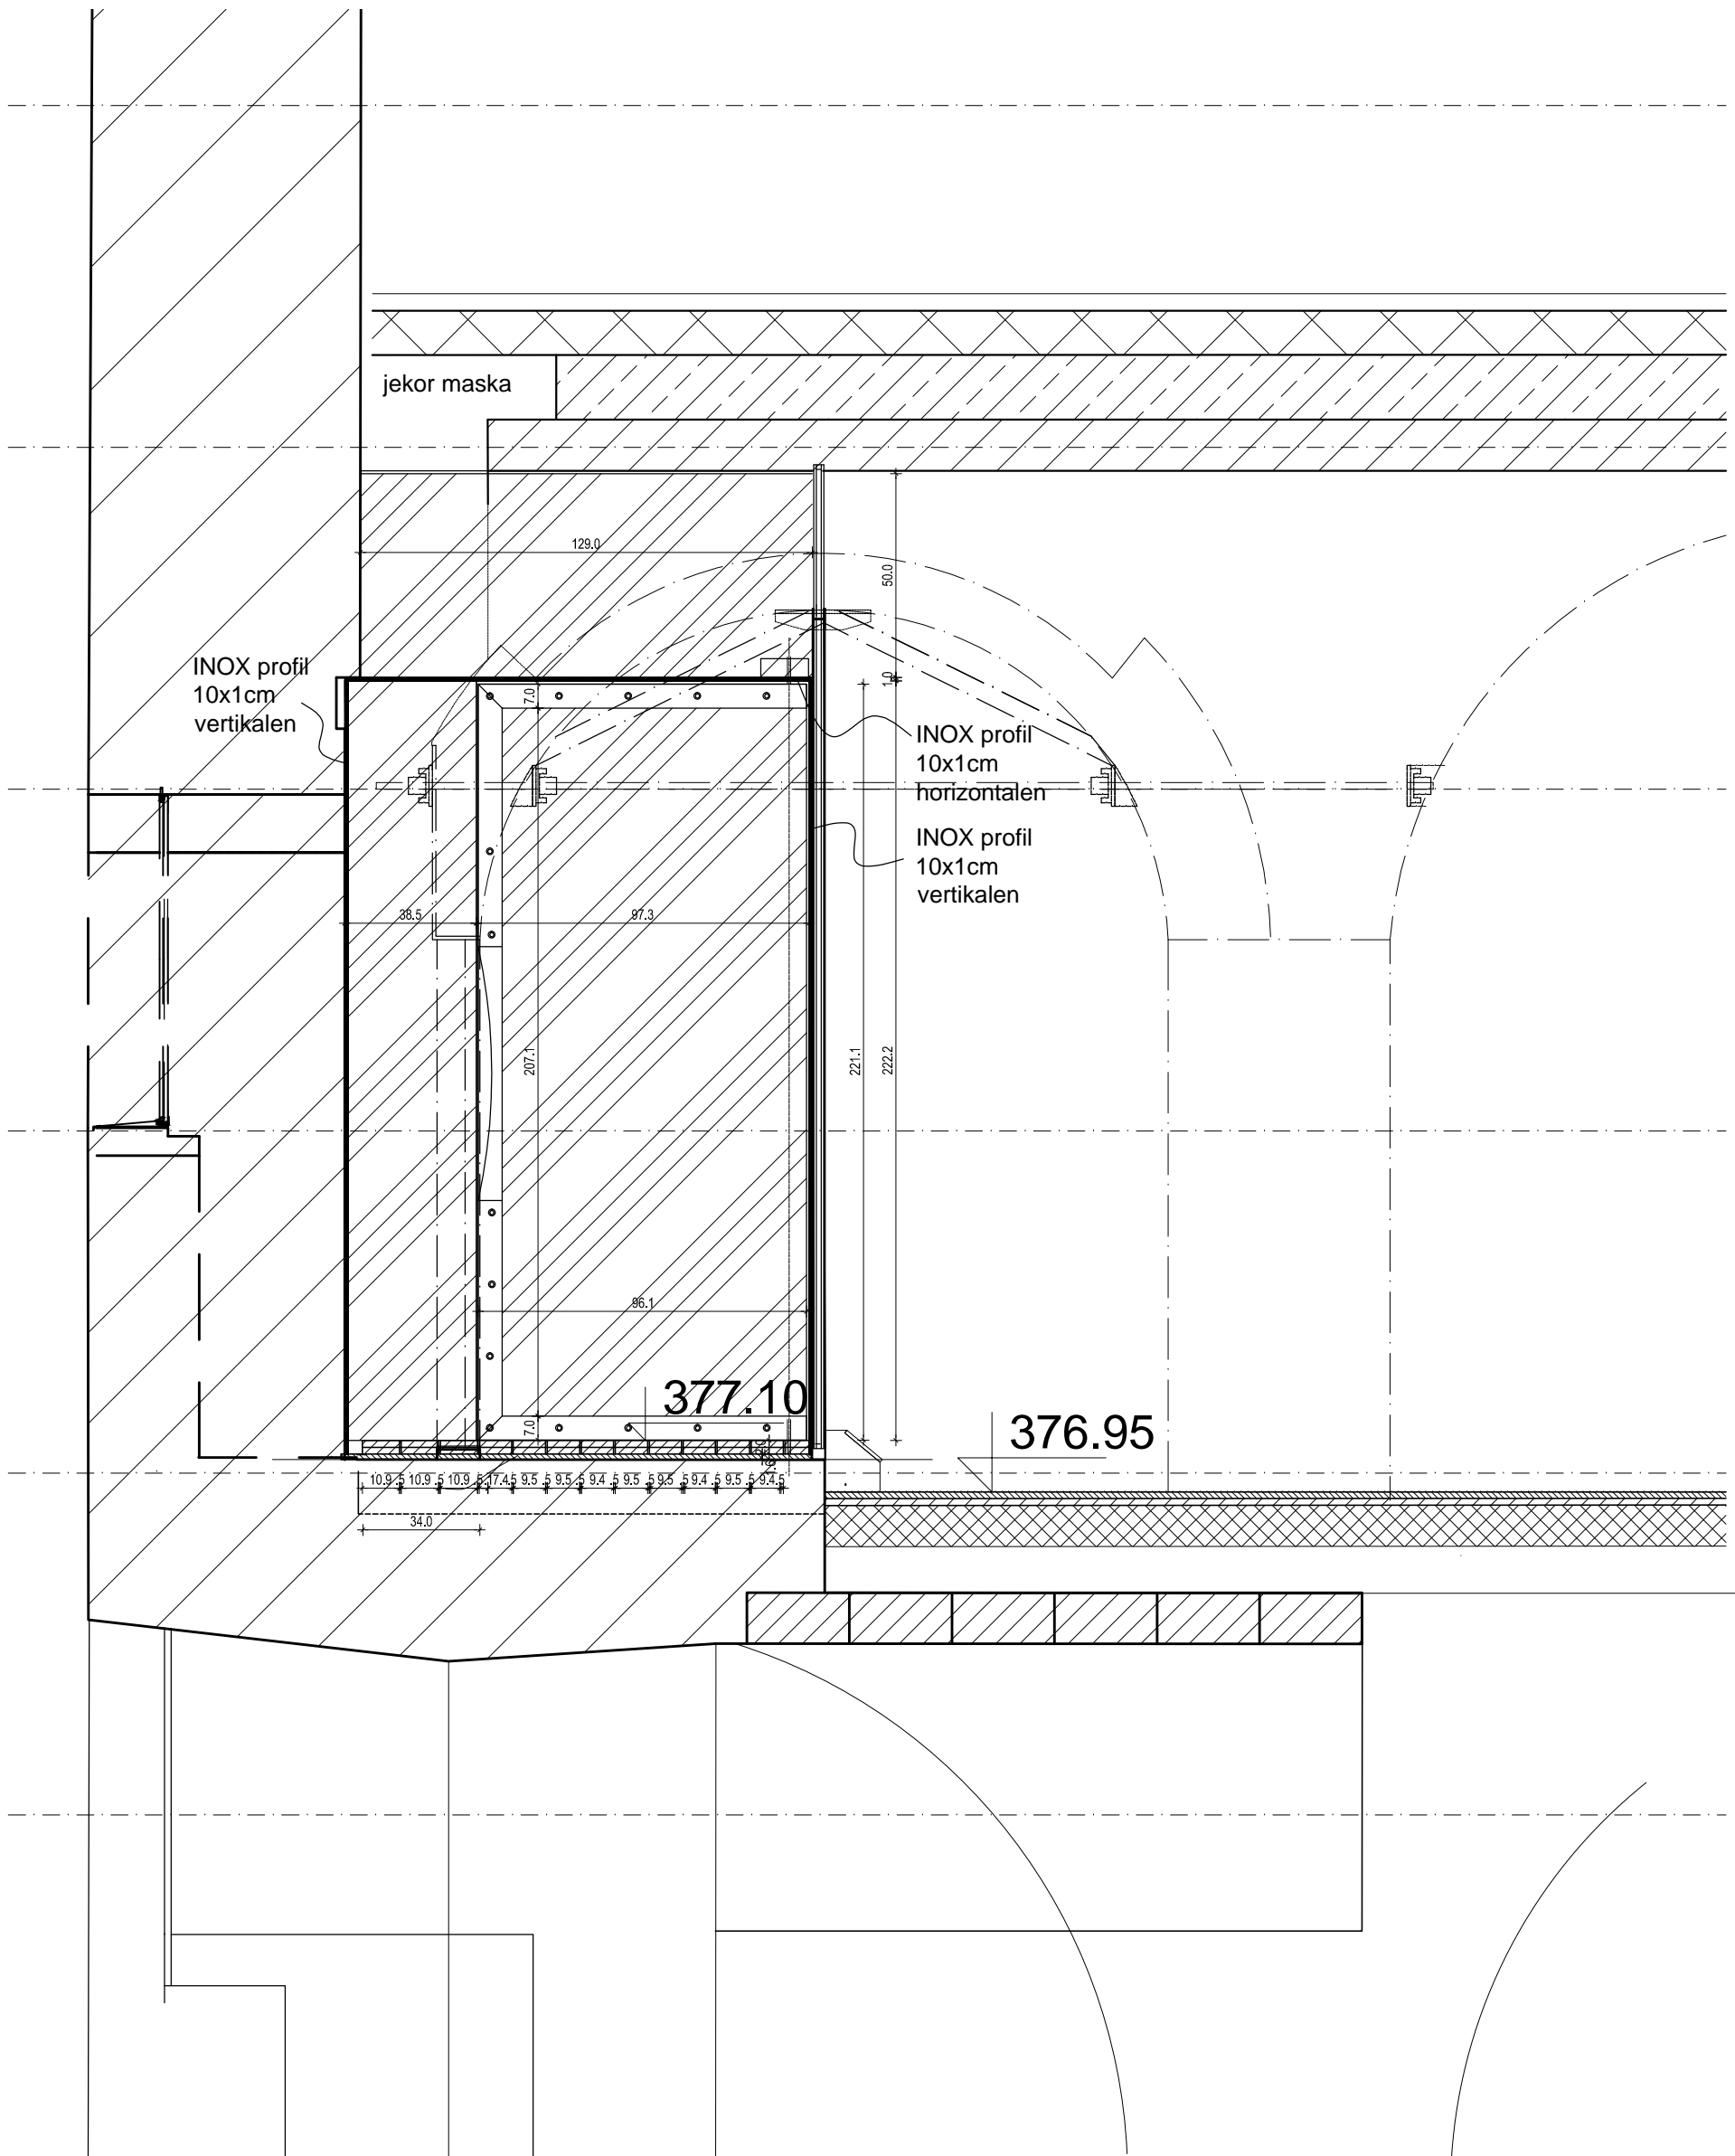 jekor maska
129.0
50.0
INOX profil
10x1cm
vertikalen
7.0
1.0
INOX profil
10x1cm
horizontalen
INOX profil
10x1cm
vertikalen
38.5
97.3
207.1
221.1
222.2
96.1
377.10
7.0
376.95
10.9 .5 10.9 .5 10.9 .5 17.4 .5 9.5 .5 9.5 .5 9.4 .5 9.5 .5 9.5 .5 9.4 .5 9.5 .5 9.4 .5
34.0